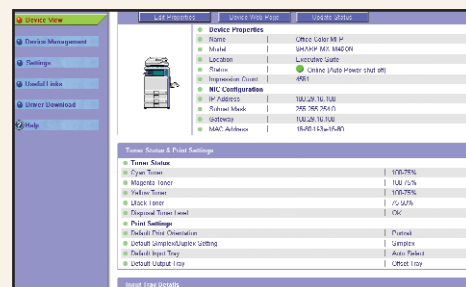 Device View
Device Management
Settings
Useful Links
Driver Download
Help
Edit Properties
Device Web Page
Update Status
Device Properties
Name | Office Color MFP
Model | SHARP MX-M450N
Location | Executive Suite
Status | Online (Auto Power shut off)
Impression Count | 4561
NIC Configuration
IP Address
Subnet Mask | 255.255.254.0
Gateway
MAC Address
Toner Status & Print Settings
Toner Status
Cyan Toner | 100-75%
Magenta Toner | 100-75%
Yellow Toner | 100-75%
Black Toner | 75-50%
Disposal Toner Level | OK
Print Settings
Default Print Orientation | Portrait
Default Simplex/Duplex Setting | Simplex
Default Input Tray | Auto Select
Default Output Tray | Offset Tray
Input Tray Details